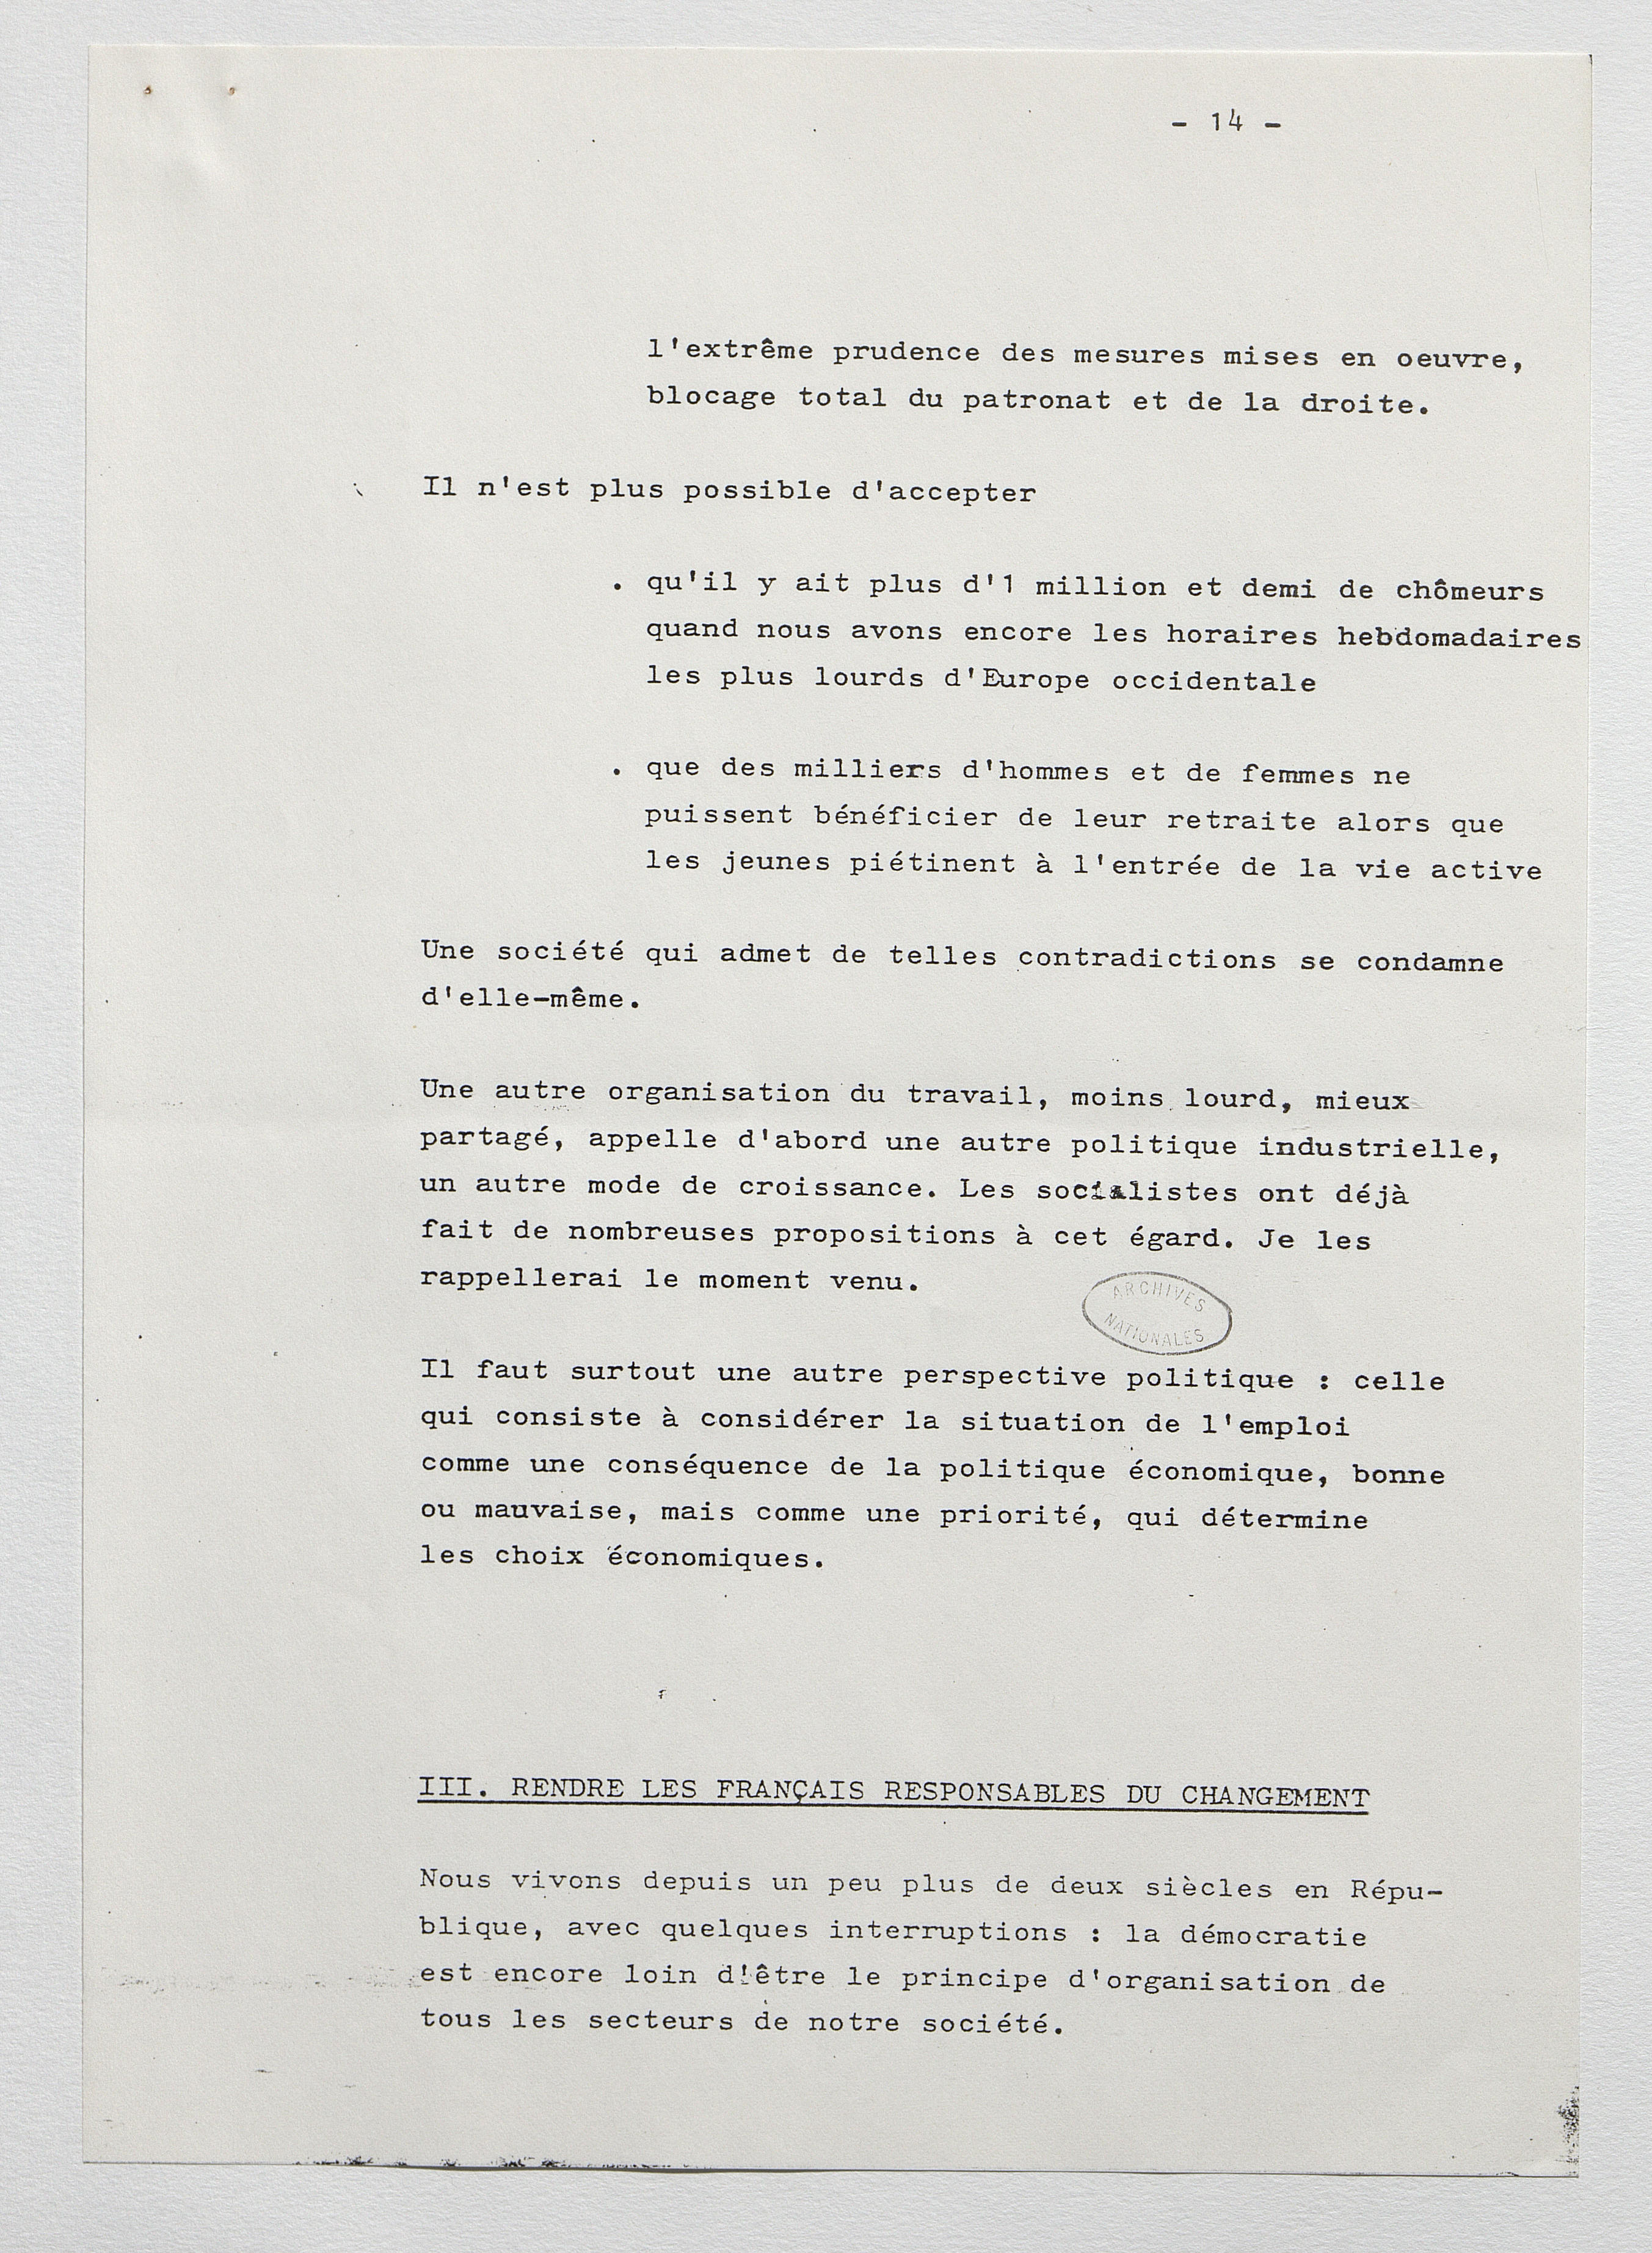 - 14 -
l'extrême prudence des mesures mises en oeuvre,
blocage total du patronat et de la droite.
Il n'est plus possible d'accepter
. qu'il y ait plus d'1 million et demi de chômeurs
quand nous avons encore les horaires hebdomadaires
les plus lourds d'Europe occidentale
. que des milliers d'hommes et de femmes ne
puissent bénéficier de leur retraite alors que
les jeunes piétinent à l'entrée de la vie active
Une société qui admet de telles contradictions se condamne
d'elle-même.
Une autre organisation du travail, moins lourd, mieux
partagé, appelle d'abord une autre politique industrielle,
un autre mode de croissance. Les socialistes ont déjà
fait de nombreuses propositions à cet égard. Je les
rappellerai le moment venu.
ARCHIVES
NATIONALES
Il faut surtout une autre perspective politique : celle
qui consiste à considérer la situation de l'emploi
comme une conséquence de la politique économique, bonne
ou mauvaise, mais comme une priorité, qui détermine
les choix économiques.
III. RENDRE LES FRANÇAIS RESPONSABLES DU CHANGEMENT
Nous vivons depuis un peu plus de deux siècles en Répu-
blique, avec quelques interruptions : la démocratie
est encore loin d'être le principe d'organisation de
tous les secteurs de notre société.